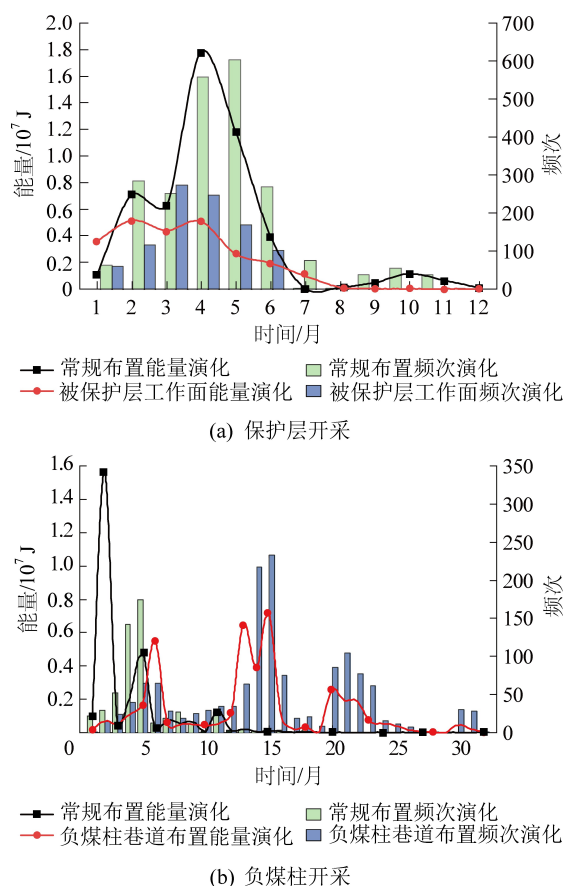 2.0
1.8
1.6
1.4
1.2
1.0
0.8
0.6
0.4
0.2
0
能量/10⁷ J
700
600
500
400
300
200
100
0
频次
1 2 3 4 5 6 7 8 9 10 11 12
时间/月
常规布置能量演化 常规布置频次演化
被保护层工作面能量演化 被保护层工作面频次演化
(a) 保护层开采
1.6
1.4
1.2
1.0
0.8
0.6
0.4
0.2
能量/10⁷ J
350
300
250
200
150
100
50
0
频次
0 5 10 15 20 25 30
时间/月
常规布置能量演化 常规布置频次演化
负煤柱巷道布置能量演化 负煤柱巷道布置频次演化
(b) 负煤柱开采